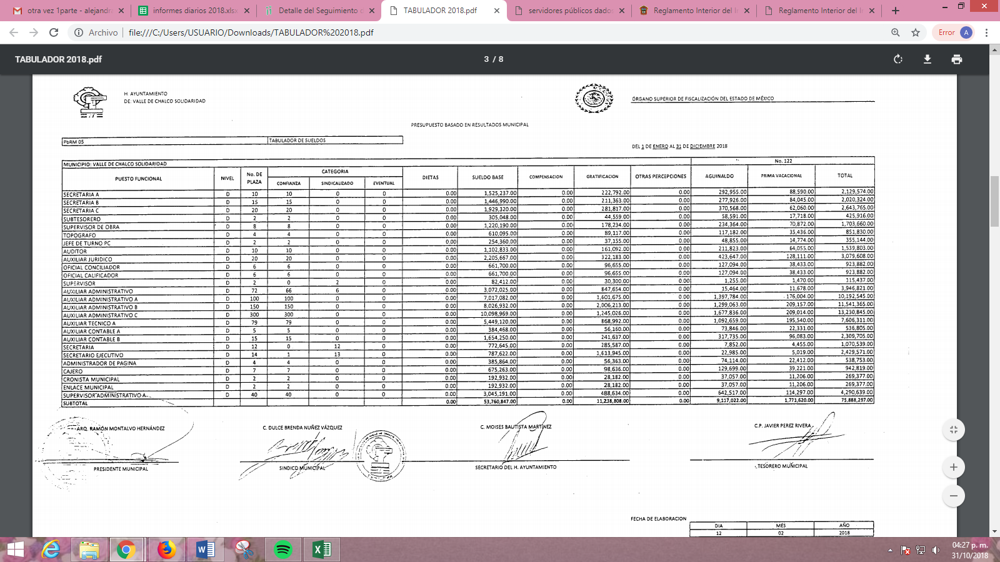 otra vez 1parte - alejandra
informes diarios 2018.xlsx
Detalle del Seguimiento d
TABULADOR 2018.pdf
servidores públicos dados
Reglamento Interior del I
Reglamento Interior del I
Archivo | file:///C:/Users/USUARIO/Downloads/TABULADOR%202018.pdf
Error A
TABULADOR 2018.pdf 3 / 8
H. AYUNTAMIENTO
DE: VALLE DE CHALCO SOLIDARIDAD
ÓRGANO SUPERIOR DE FISCALIZACIÓN DEL ESTADO DE MÉXICO
PRESUPUESTO BASADO EN RESULTADOS MUNICIPAL
PbRM 05 TABULADOR DE SUELDOS
DEL 1 DE ENERO AL 31 DE DICIEMBRE 2018
MUNICIPIO: VALLE DE CHALCO SOLIDARIDAD No. 122
PUESTO FUNCIONAL NIVEL No. DE PLAZA CATEGORIA DIETAS SUELDO BASE COMPENSACION GRATIFICACION OTRAS PERCEPCIONES AGUINALDO PRIMA VACACIONAL TOTAL
CONFIANZA SINDICALIZADO EVENTUAL
SECRETARIA A D 10 10 0 0 0.00 1,525,237.00 0.00 222,792.00 0.00 292,955.00 88,590.00 2,129,574.00
SECRETARIA B D 15 15 0 0 0.00 1,446,990.00 0.00 211,363.00 0.00 277,926.00 84,045.00 2,020,324.00
SECRETARIA C D 20 20 0 0 0.00 1,929,320.00 0.00 281,817.00 0.00 370,568.00 62,060.00 2,643,765.00
SUBTESORERO D 2 2 0 0 0.00 305,048.00 0.00 44,559.00 0.00 58,591.00 17,718.00 425,916.00
SUPERVISOR DE OBRA D 8 8 0 0 0.00 1,220,190.00 0.00 178,234.00 0.00 234,364.00 70,872.00 1,703,660.00
TOPOGRAFO D 4 4 0 0 0.00 610,095.00 0.00 89,117.00 0.00 117,182.00 35,436.00 851,830.00
JEFE DE TURNO PC D 2 2 0 0 0.00 254,360.00 0.00 37,155.00 0.00 48,855.00 14,774.00 355,144.00
AUDITOR D 10 10 0 0 0.00 1,102,833.00 0.00 161,092.00 0.00 211,823.00 64,055.00 1,539,803.00
AUXILIAR JURIDICO D 20 20 0 0 0.00 2,205,667.00 0.00 322,183.00 0.00 423,647.00 128,111.00 3,079,608.00
OFICIAL CONCILIADOR D 6 6 0 0 0.00 661,700.00 0.00 96,655.00 0.00 127,094.00 38,433.00 923,882.00
OFICIAL CALIFICADOR D 6 6 0 0 0.00 661,700.00 0.00 96,655.00 0.00 127,094.00 38,433.00 923,882.00
SUPERVISOR D 2 0 2 0 0.00 82,412.00 0.00 30,300.00 0.00 1,255.00 1,470.00 115,437.00
AUXILIAR ADMINISTRATIVO D 72 66 6 0 0.00 3,072,025.00 0.00 847,654.00 0.00 15,464.00 11,678.00 3,946,821.00
AUXILIAR ADMINISTRATIVO A D 100 100 0 0 0.00 7,017,082.00 0.00 1,601,675.00 0.00 1,397,784.00 176,004.00 10,192,545.00
AUXILIAR ADMINISTRATIVO B D 150 150 0 0 0.00 8,026,932.00 0.00 2,006,213.00 0.00 1,299,063.00 209,157.00 11,541,365.00
AUXILIAR ADMINISTRATIVO C D 300 300 0 0 0.00 10,098,969.00 0.00 1,245,026.00 0.00 1,677,836.00 209,014.00 13,230,845.00
AUXILIAR TECNICO A D 79 79 0 0 0.00 5,449,120.00 0.00 868,992.00 0.00 1,092,659.00 195,540.00 7,606,311.00
AUXILIAR CONTABLE A D 5 5 0 0 0.00 384,468.00 0.00 56,160.00 0.00 73,846.00 22,331.00 536,805.00
AUXILIAR CONTABLE B D 15 15 0 0 0.00 1,654,250.00 0.00 241,637.00 0.00 317,735.00 96,083.00 2,309,705.00
SECRETARIA D 12 0 12 0 0.00 772,645.00 0.00 285,587.00 0.00 7,852.00 4,455.00 1,070,539.00
SECRETARIO EJECUTIVO D 14 1 13 0 0.00 787,622.00 0.00 1,613,945.00 0.00 22,985.00 5,019.00 2,429,571.00
ADMINISTRADOR DE PAGINA D 4 4 0 0 0.00 385,864.00 0.00 56,363.00 0.00 74,114.00 22,412.00 538,753.00
CAJERO D 7 7 0 0 0.00 675,263.00 0.00 98,636.00 0.00 129,699.00 39,221.00 942,819.00
CRONISTA MUNICIPAL D 2 2 0 0 0.00 192,932.00 0.00 28,182.00 0.00 37,057.00 11,206.00 269,377.00
ENLACE MUNICIPAL D 2 2 0 0 0.00 192,932.00 0.00 28,182.00 0.00 37,057.00 11,206.00 269,377.00
SUPERVISOR ADMINISTRATIVO A D 40 40 0 0 0.00 3,045,191.00 0.00 488,634.00 0.00 642,517.00 114,297.00 4,290,639.00
SUBTOTAL 0.00 53,760,847.00 0.00 11,238,808.00 0.00 9,117,022.00 1,771,620.00 75,888,297.00
ARQ. RAMÓN MONTALVO HERNÁNDEZ C. DULCE BRENDA NUÑEZ VÁZQUEZ C. MOISES BAUTISTA MARTÍNEZ C.P. JAVIER PEREZ RIVERA
PRESIDENTE MUNICIPAL SINDICO MUNICIPAL SECRETARIO DEL H. AYUNTAMIENTO TESORERO MUNICIPAL
FECHA DE ELABORACION
DIA MES AÑO
12 02 2018
04:27 p. m.
31/10/2018